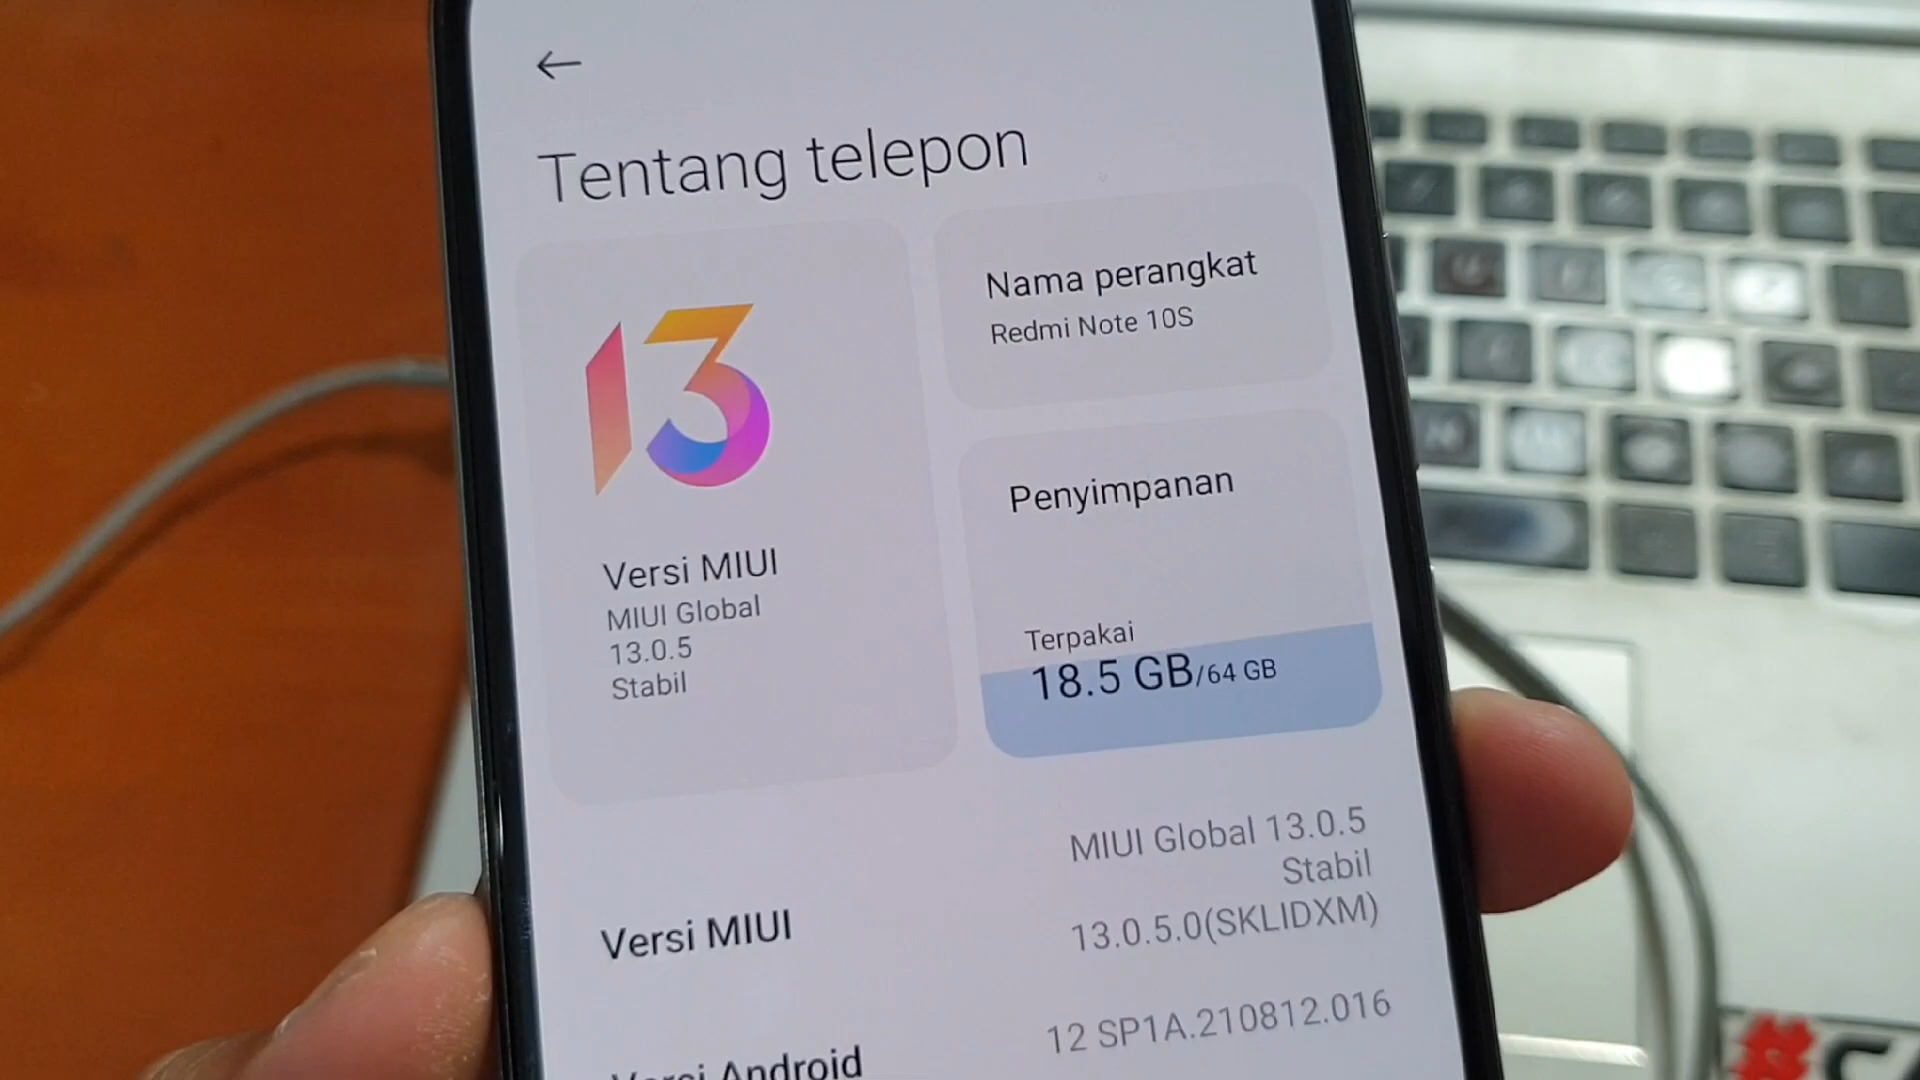 Tentang telepon
13
Versi MIUI
MIUI Global
13.0.5
Stabil
Nama perangkat
Redmi Note 10S
Penyimpanan
Terpakai
18.5 GB/64 GB
Versi MIUI
MIUI Global 13.0.5
Stabil
13.0.5.0(SKLIDXM)
Versi Android
12 SP1A.210812.016